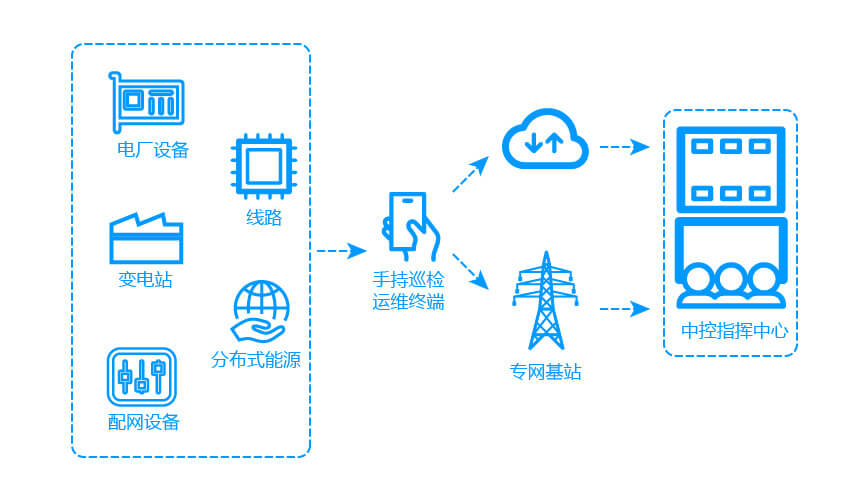 电厂设备
线路
变电站
分布式能源
配网设备
手持巡检
运维终端
专网基站
中控指挥中心